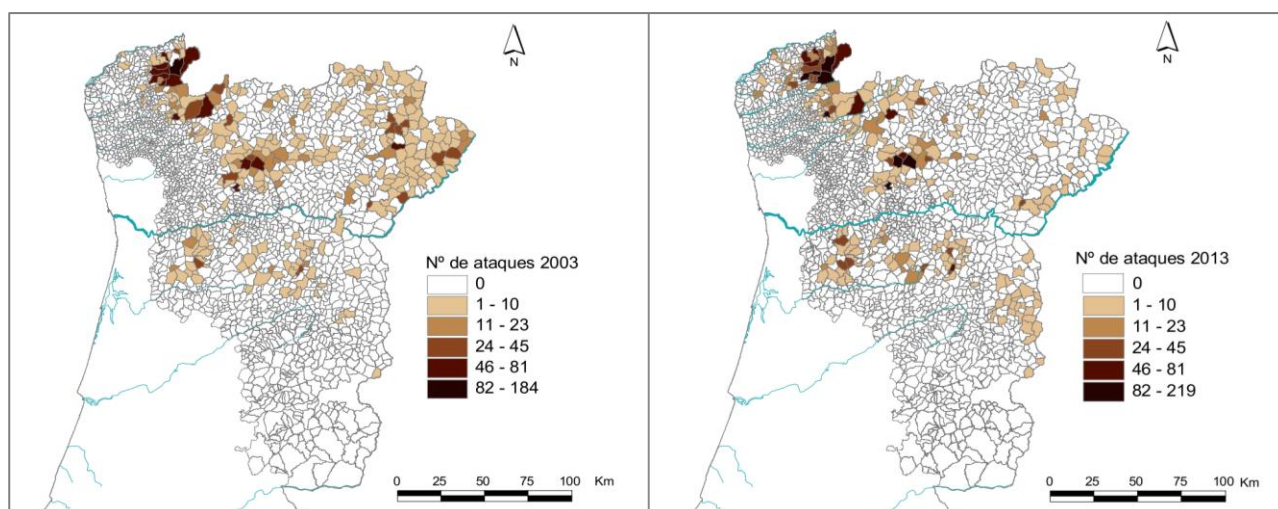 N
Nº de ataques 2003
0
1 - 10
11 - 23
24 - 45
46 - 81
82 - 184
0 25 50 75 100 Km
N
Nº de ataques 2013
0
1 - 10
11 - 23
24 - 45
46 - 81
82 - 219
0 25 50 75 100 Km